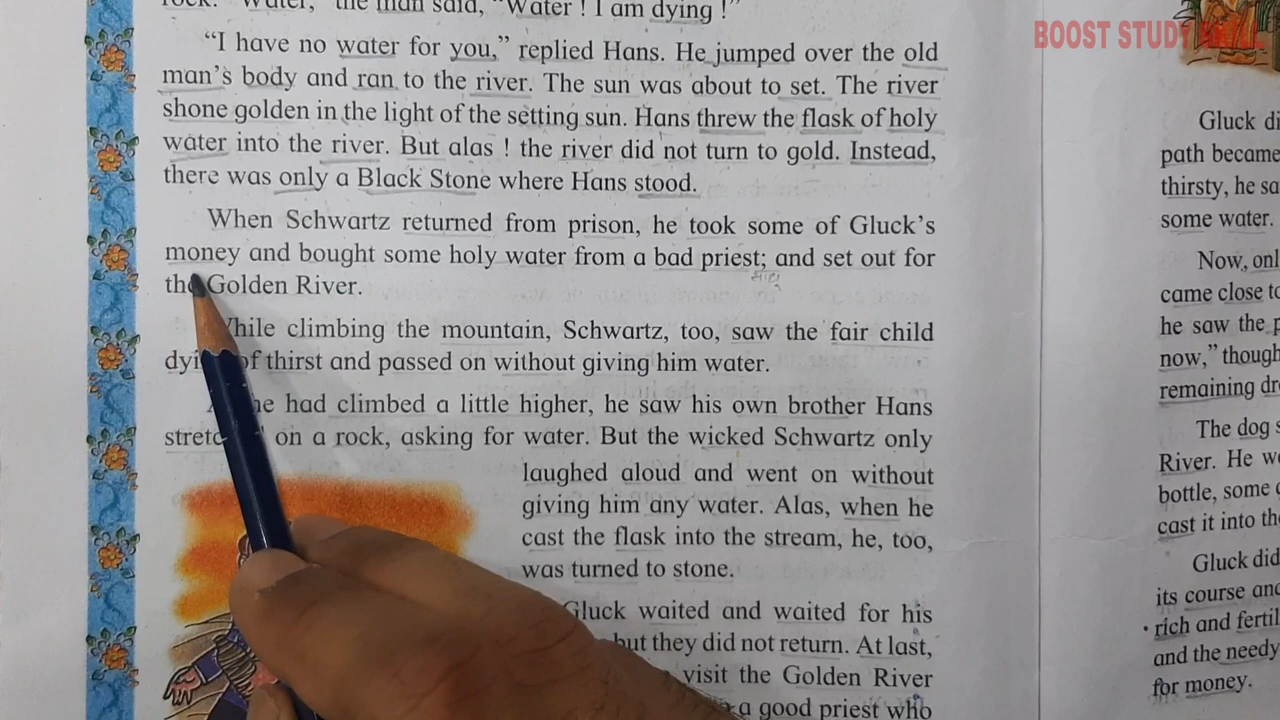 rock. "Water," the man said, "Water ! I am dying !"
"I have no water for you," replied Hans. He jumped over the old
man's body and ran to the river. The sun was about to set. The river
shone golden in the light of the setting sun. Hans threw the flask of holy
water into the river. But alas ! the river did not turn to gold. Instead,
there was only a Black Stone where Hans stood.
When Schwartz returned from prison, he took some of Gluck's
money and bought some holy water from a bad priest; and set out for
the Golden River.
While climbing the mountain, Schwartz, too, saw the fair child
dying of thirst and passed on without giving him water.
he had climbed a little higher, he saw his own brother Hans
on a rock, asking for water. But the wicked Schwartz only
laughed aloud and went on without
giving him any water. Alas, when he
cast the flask into the stream, he, too,
was turned to stone.
Gluck waited and waited for his
but they did not return. At last,
visit the Golden River
a good priest who
BOOST STUDY SKILL
Gluck
path became
thirsty, he
some water.
Now,
came close
he saw the
now,"
remaining
The dog
River. He
bottle, some
cast it into the
Gluck did
its course
rich and
and the needy
for money.